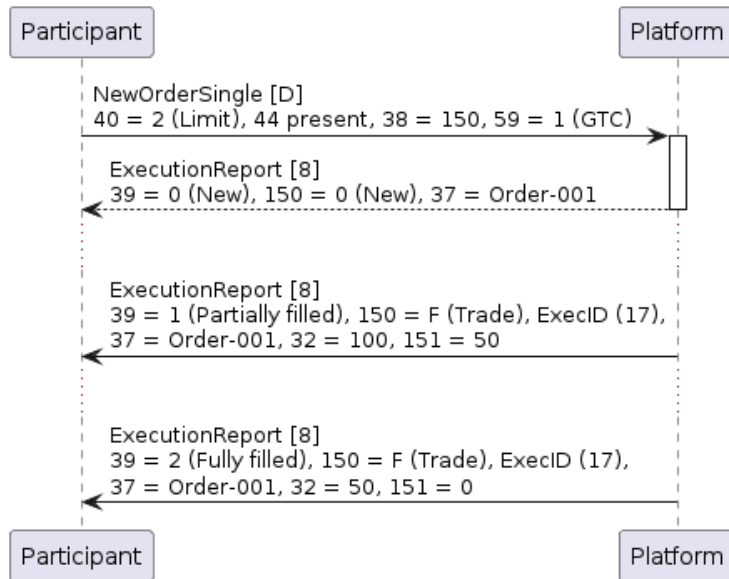 Participant
Platform
NewOrderSingle [D]
40 = 2 (Limit), 44 present, 38 = 150, 59 = 1 (GTC)
ExecutionReport [8]
39 = 0 (New), 150 = 0 (New), 37 = Order-001
ExecutionReport [8]
39 = 1 (Partially filled), 150 = F (Trade), ExecID (17),
37 = Order-001, 32 = 100, 151 = 50
ExecutionReport [8]
39 = 2 (Fully filled), 150 = F (Trade), ExecID (17),
37 = Order-001, 32 = 50, 151 = 0
Participant
Platform